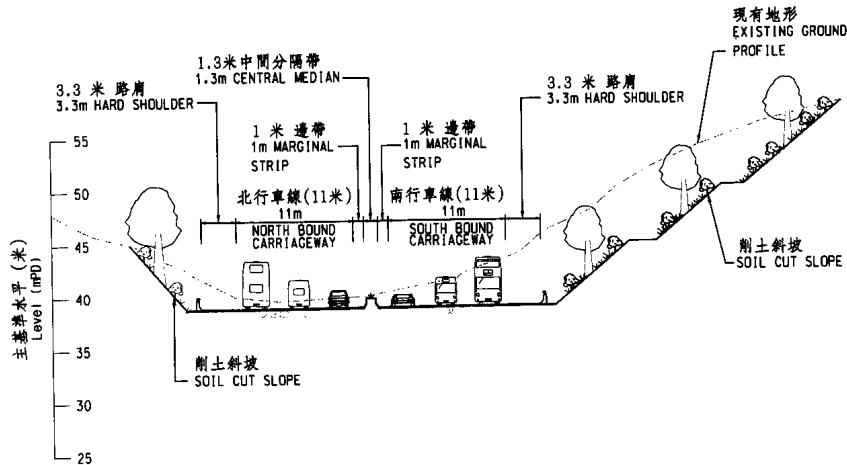 現有地形
EXISTING GROUND
PROFILE
1.3米中間分隔帶
1.3m CENTRAL MEDIAN
3.3 米 路肩
3.3m HARD SHOULDER
3.3 米 路肩
3.3m HARD SHOULDER
1 米 邊帶
1m MARGINAL
STRIP
1 米 邊帶
1m MARGINAL
STRIP
北行車線(11米)
11m
NORTH BOUND
CARRIAGEWAY
南行車線(11米)
11m
SOUTH BOUND
CARRIAGEWAY
55
50
45
40
35
30
25
主基準水平 (米)
Level (mPD)
削土斜坡
SOIL CUT SLOPE
削土斜坡
SOIL CUT SLOPE